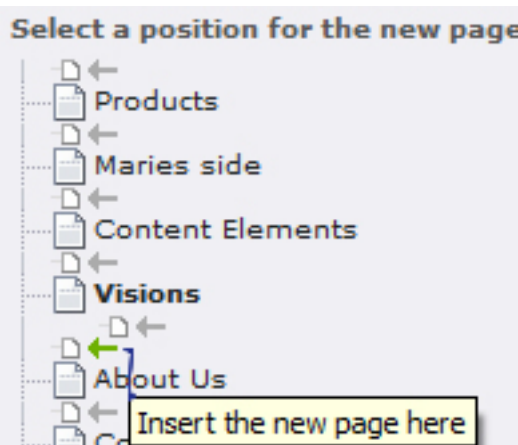 Select a position for the new page
Products
Maries side
Content Elements
Visions
About Us
Insert the new page here